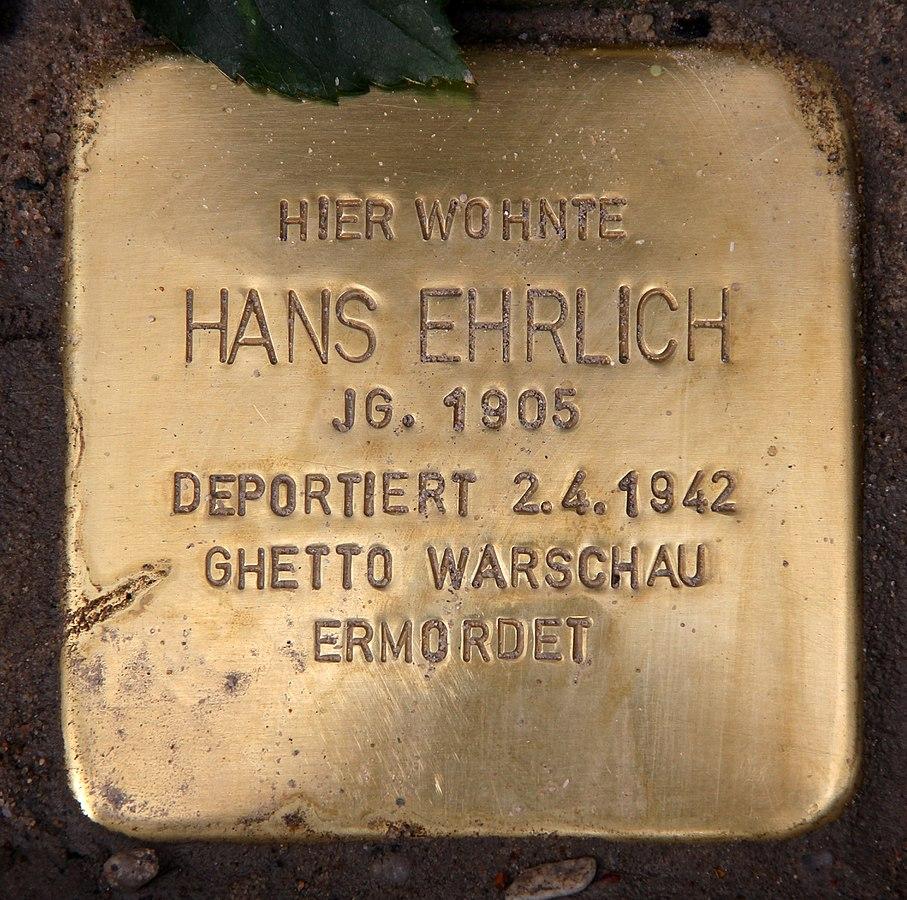 HIER WOHNTE
HANS EHRLICH
JG. 1905
DEPORTIERT 2.4.1942
GHETTO WARSCHAU
ERMORDET